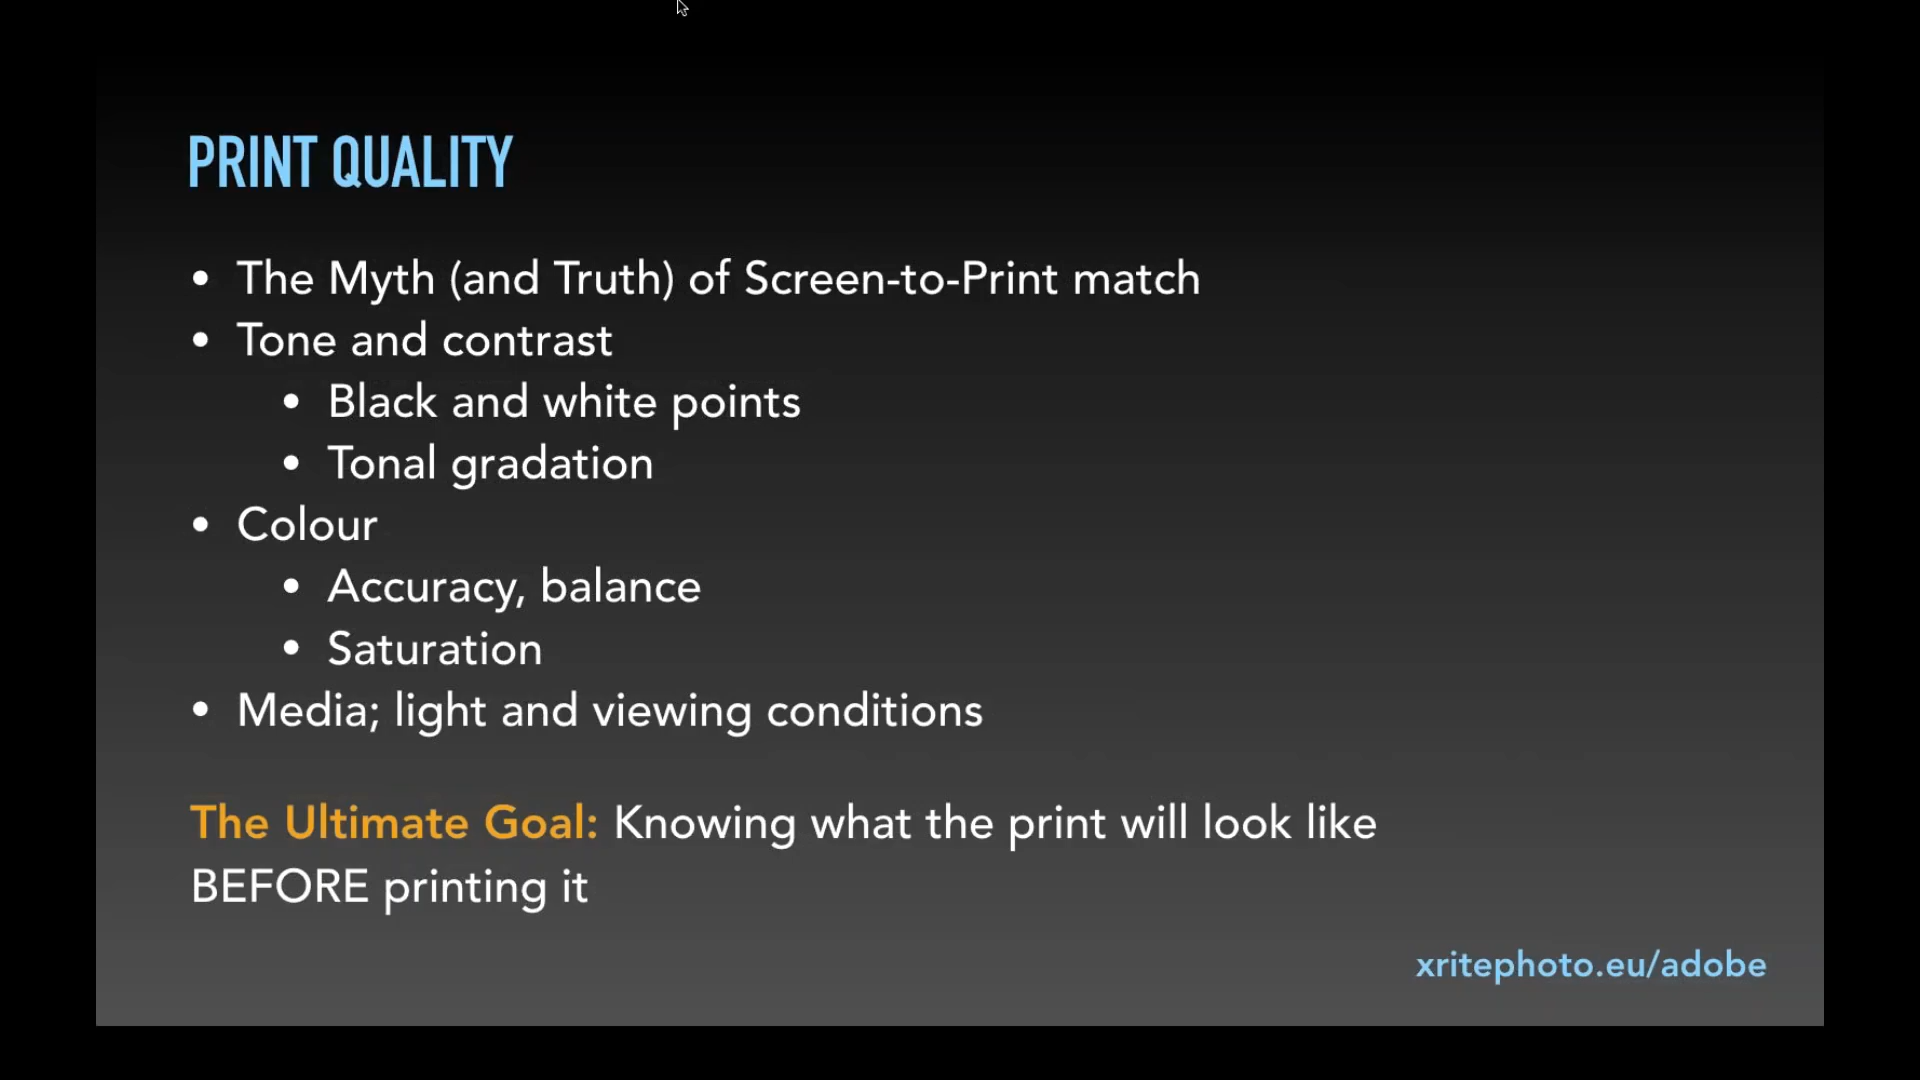 PRINT QUALITY
• The Myth (and Truth) of Screen-to-Print match
• Tone and contrast
• Black and white points
• Tonal gradation
• Colour
• Accuracy, balance
• Saturation
• Media; light and viewing conditions
The Ultimate Goal: Knowing what the print will look like
BEFORE printing it
xritephoto.eu/adobe